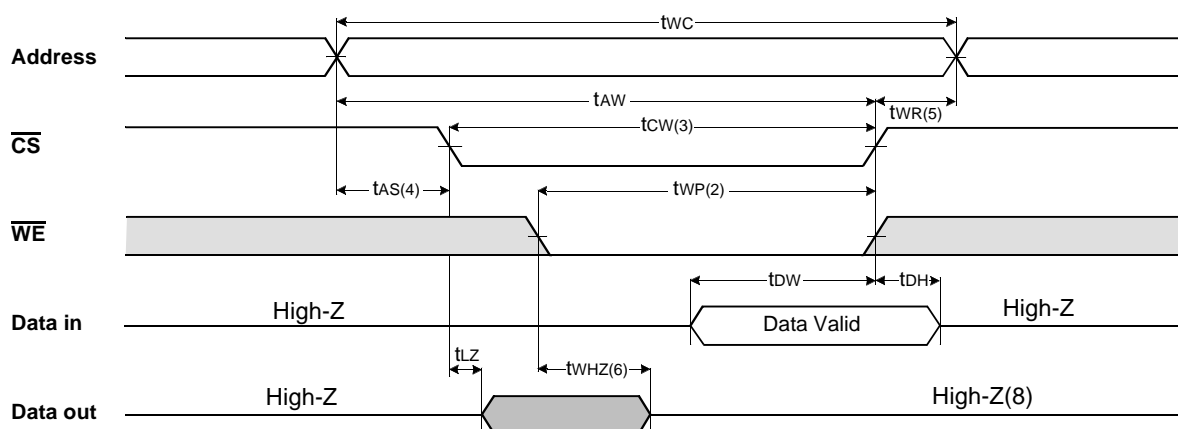 tWC
Address
tAW
tWR(5)
tCW(3)
CS
tAS(4)
tWP(2)
WE
tDW
tDH
High-Z
Data Valid
High-Z
Data in
tLZ
tWHZ(6)
High-Z
High-Z(8)
Data out